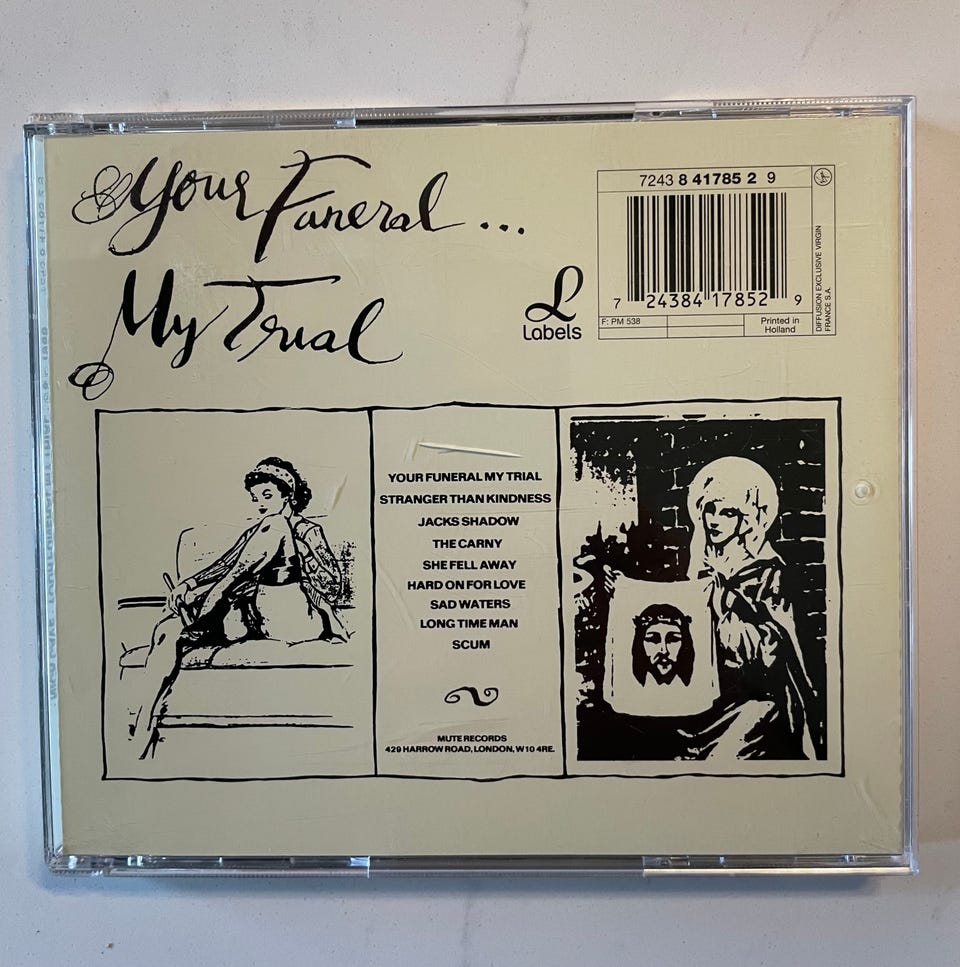 Your Funeral ...
My Trial
7243 8 41785 2 9
7 24384 17852 9
F: PM 538
Printed in
Holland
DIFFUSION EXCLUSIVE VIRGIN
FRANCE S.A.
L
Labels
YOUR FUNERAL MY TRIAL
STRANGER THAN KINDNESS
JACKS SHADOW
THE CARNY
SHE FELL AWAY
HARD ON FOR LOVE
SAD WATERS
LONG TIME MAN
SCUM
MUTE RECORDS
429 HARROW ROAD, LONDON, W10 4RE.